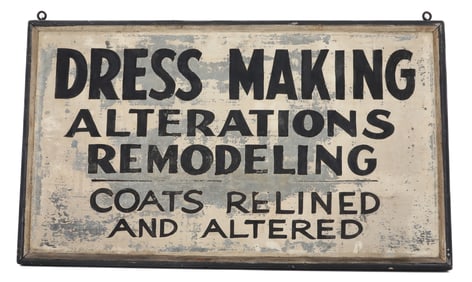 DRESS MAKING
ALTERATIONS
REMODELING
COATS RELINED
AND ALTERED